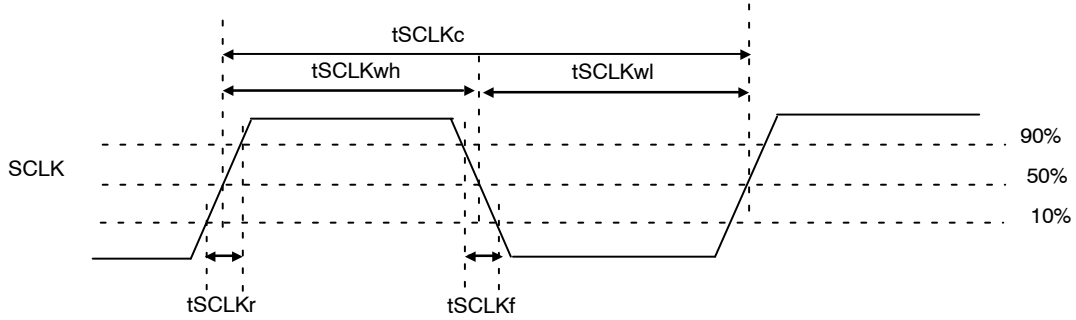 tSCLKc
tSCLKwh
tSCLKwl
90%
SCLK
50%
10%
tSCLKr
tSCLKf